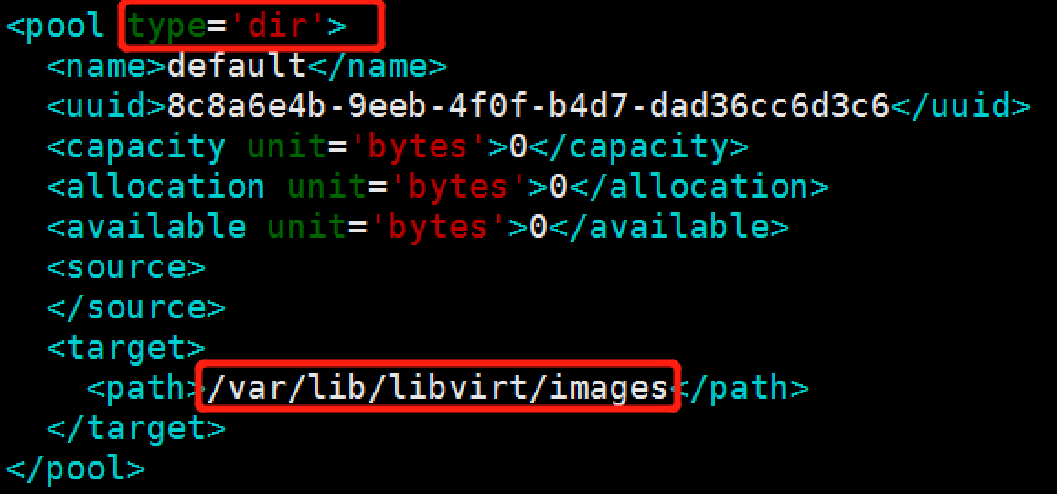 <pool type='dir'>
<name>default</name>
<uuid>8c8a6e4b-9eeb-4f0f-b4d7-dad36cc6d3c6</uuid>
<capacity unit='bytes'>0</capacity>
<allocation unit='bytes'>0</allocation>
<available unit='bytes'>0</available>
<source>
</source>
<target>
<path>/var/lib/libvirt/images</path>
</target>
</pool>